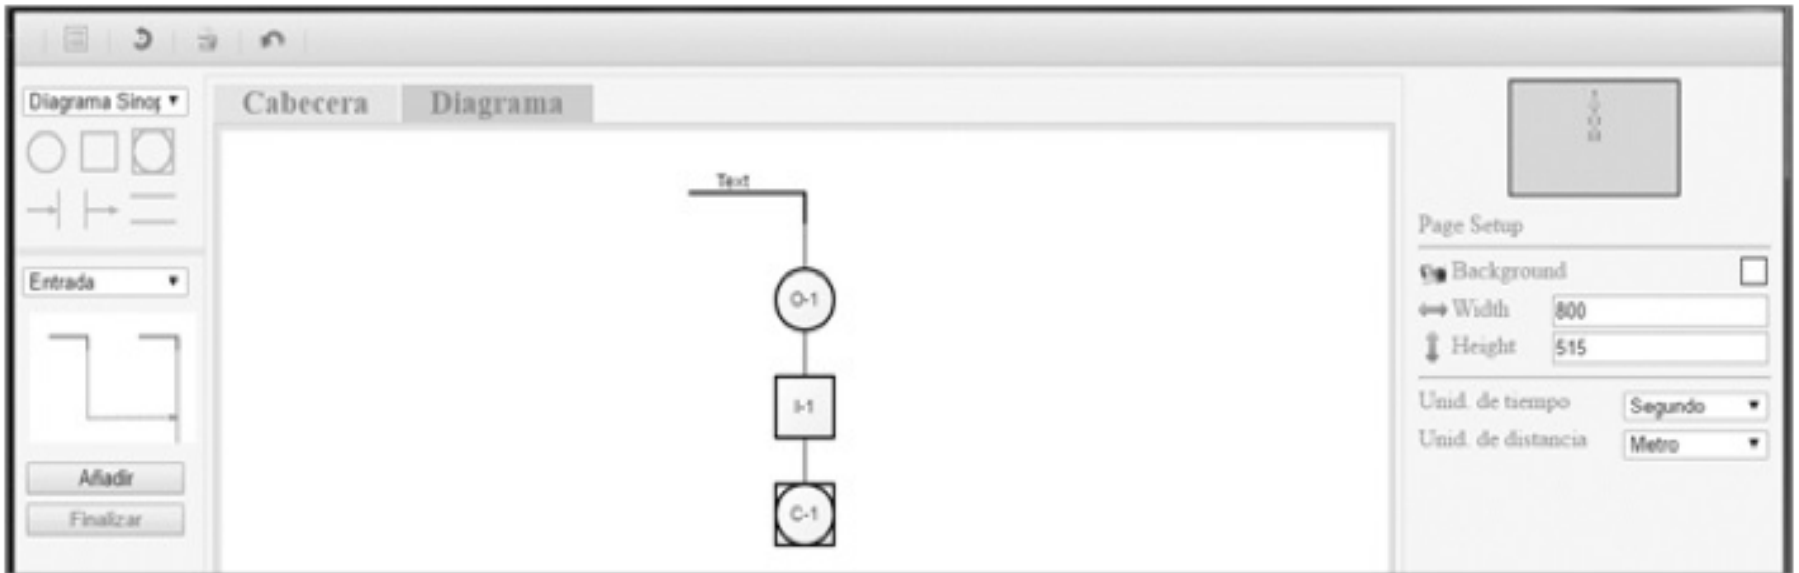 Diagrama Sinop
Cabecera
Diagrama
Text
O-1
I-1
C-1
Entrada
Añadir
Finalizar
Page Setup
Background
Width 800
Height 515
Unid. de tiempo Segundo
Unid. de distancia Metro